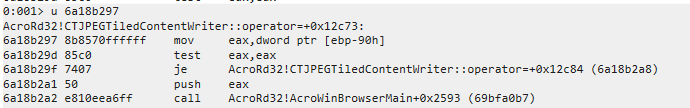 0:001> u 6a18b297
AcroRd32!CTJPEGTiledContentWriter::operator=+0x12c73:
6a18b297 8b8570ffffff    mov     eax,dword ptr [ebp-90h]
6a18b29d 85c0            test    eax,eax
6a18b29f 7407            je      AcroRd32!CTJPEGTiledContentWriter::operator=+0x12c84 (6a18b2a8)
6a18b2a1 50              push    eax
6a18b2a2 e810eea6ff      call    AcroRd32!AcroWinBrowserMain+0x2593 (69bfa0b7)